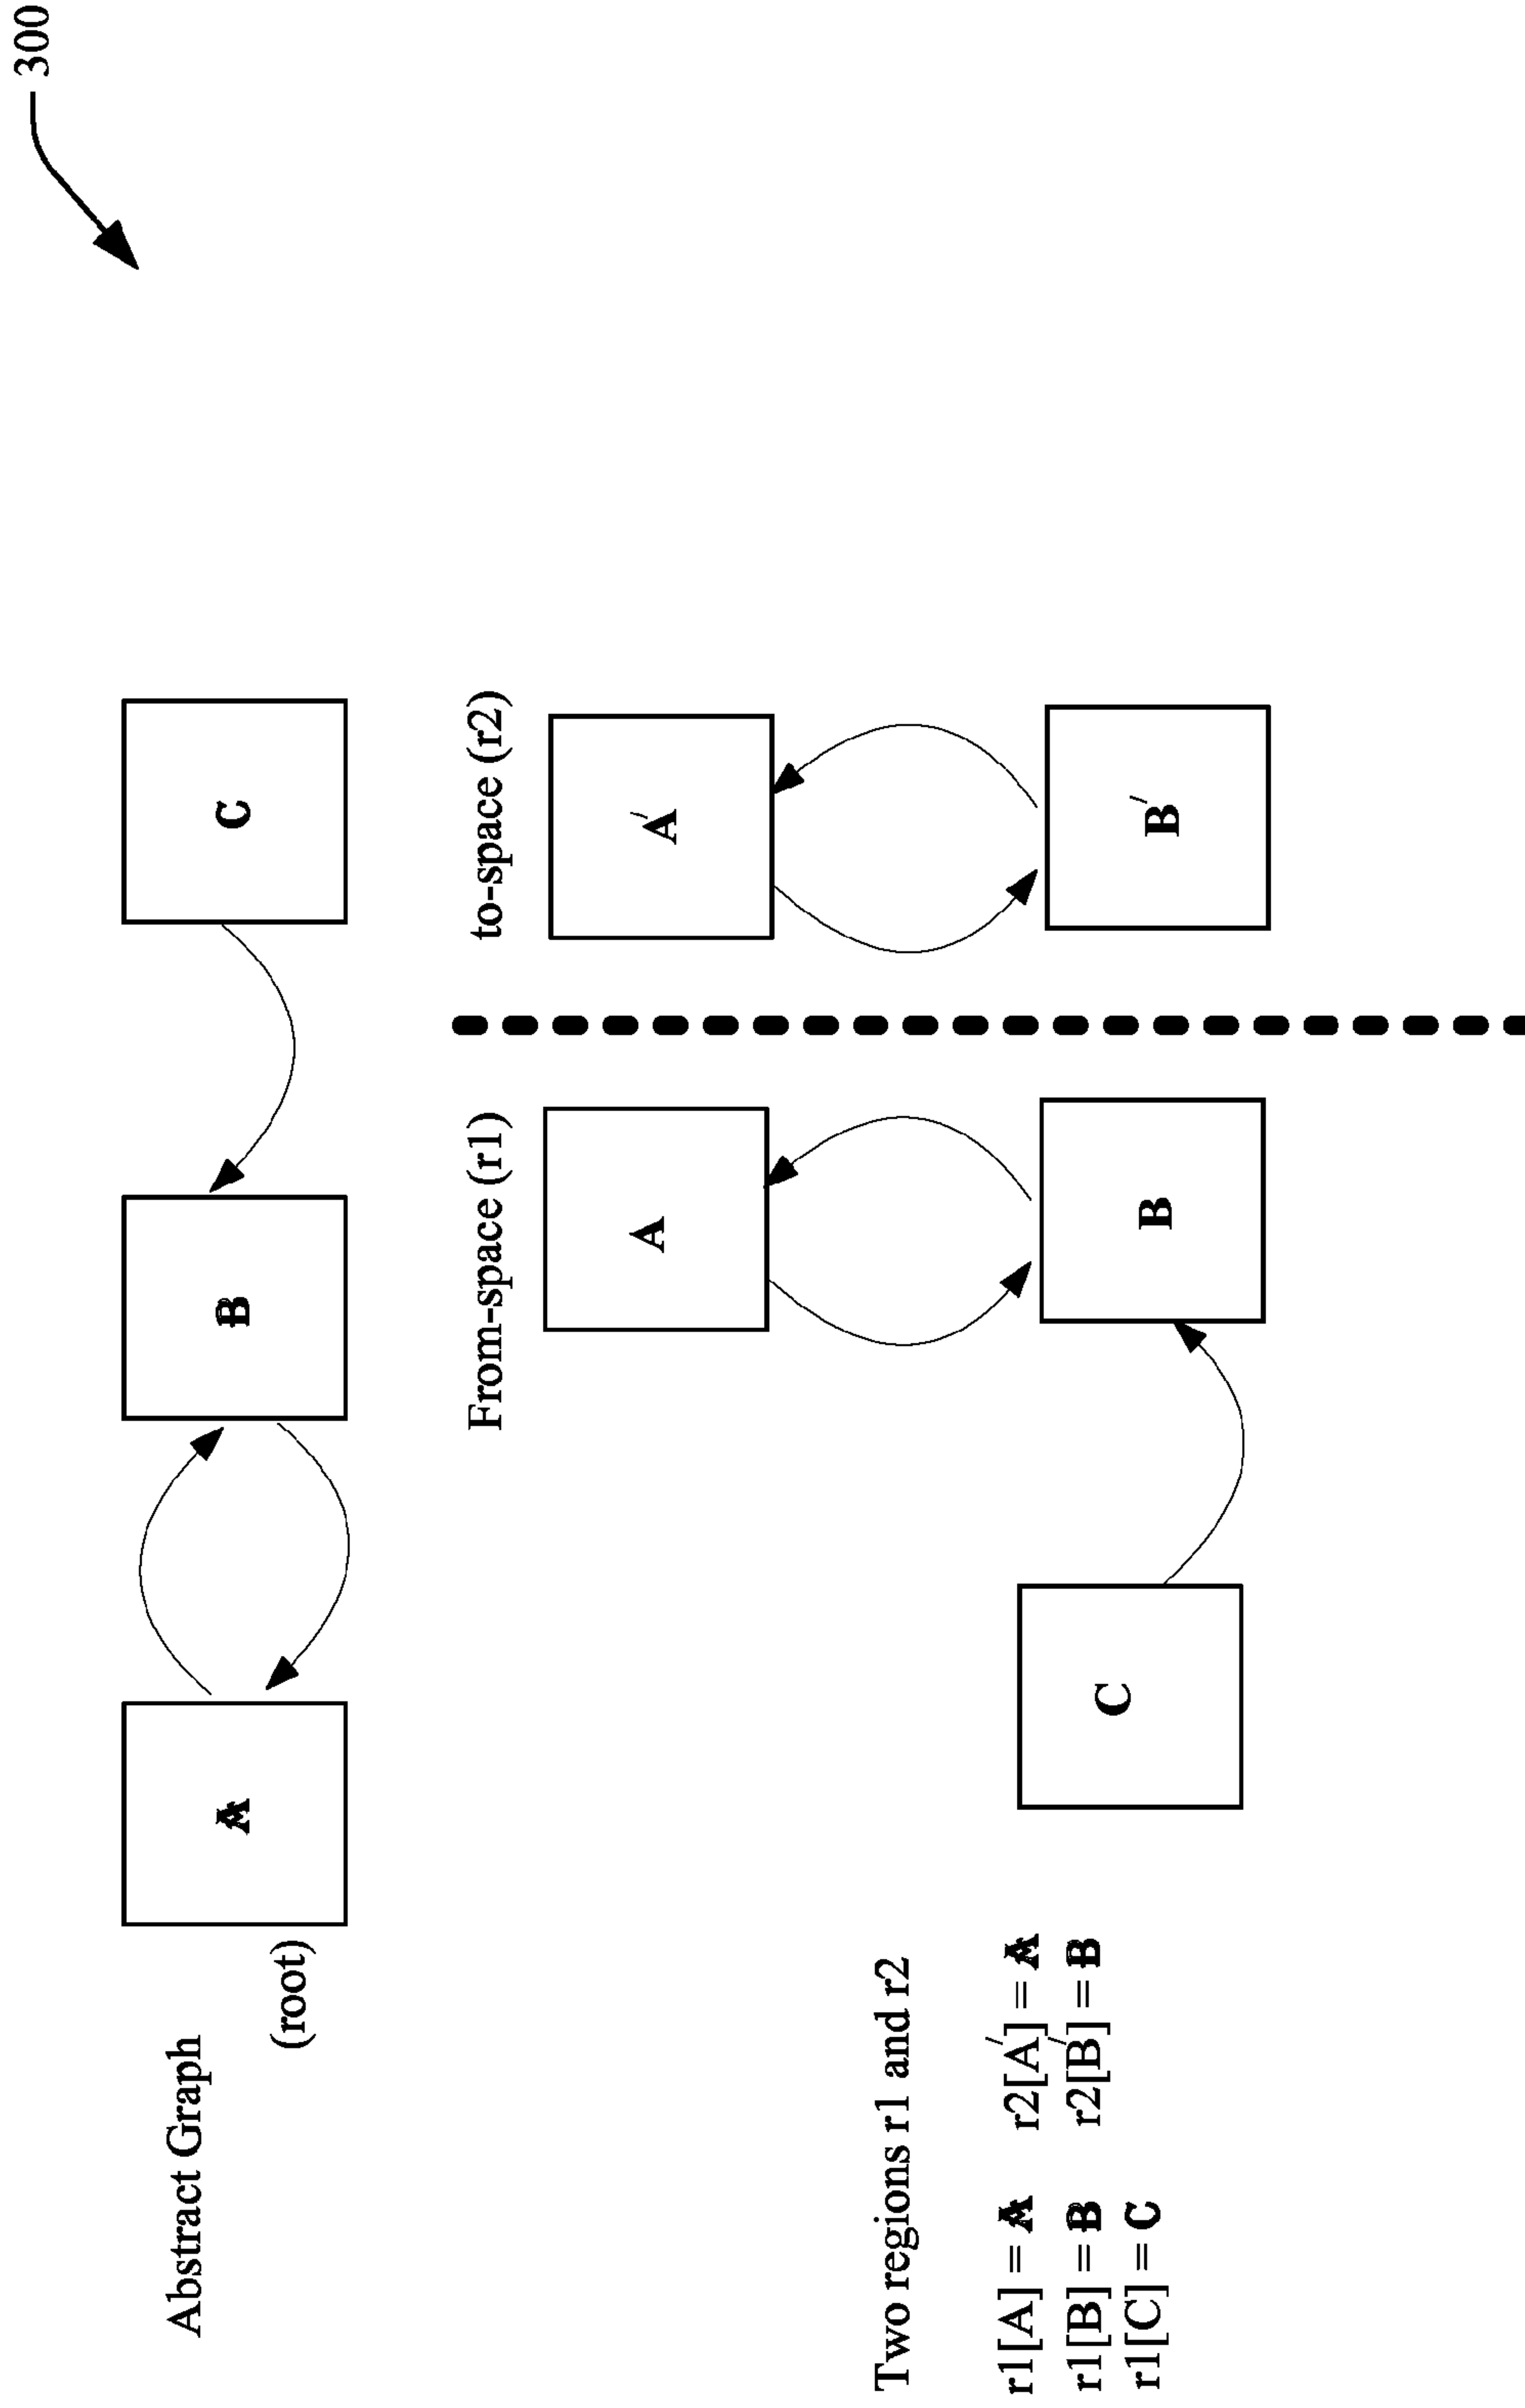 300
Abstract Graph
(root)
A
B
C
From-space (r1)
to-space (r2)
A
A′
B
B′
C
Two regions r1 and r2
r1[A] = A r2[A′] = A
r1[B] = B r2[B′] = B
r1[C] = C